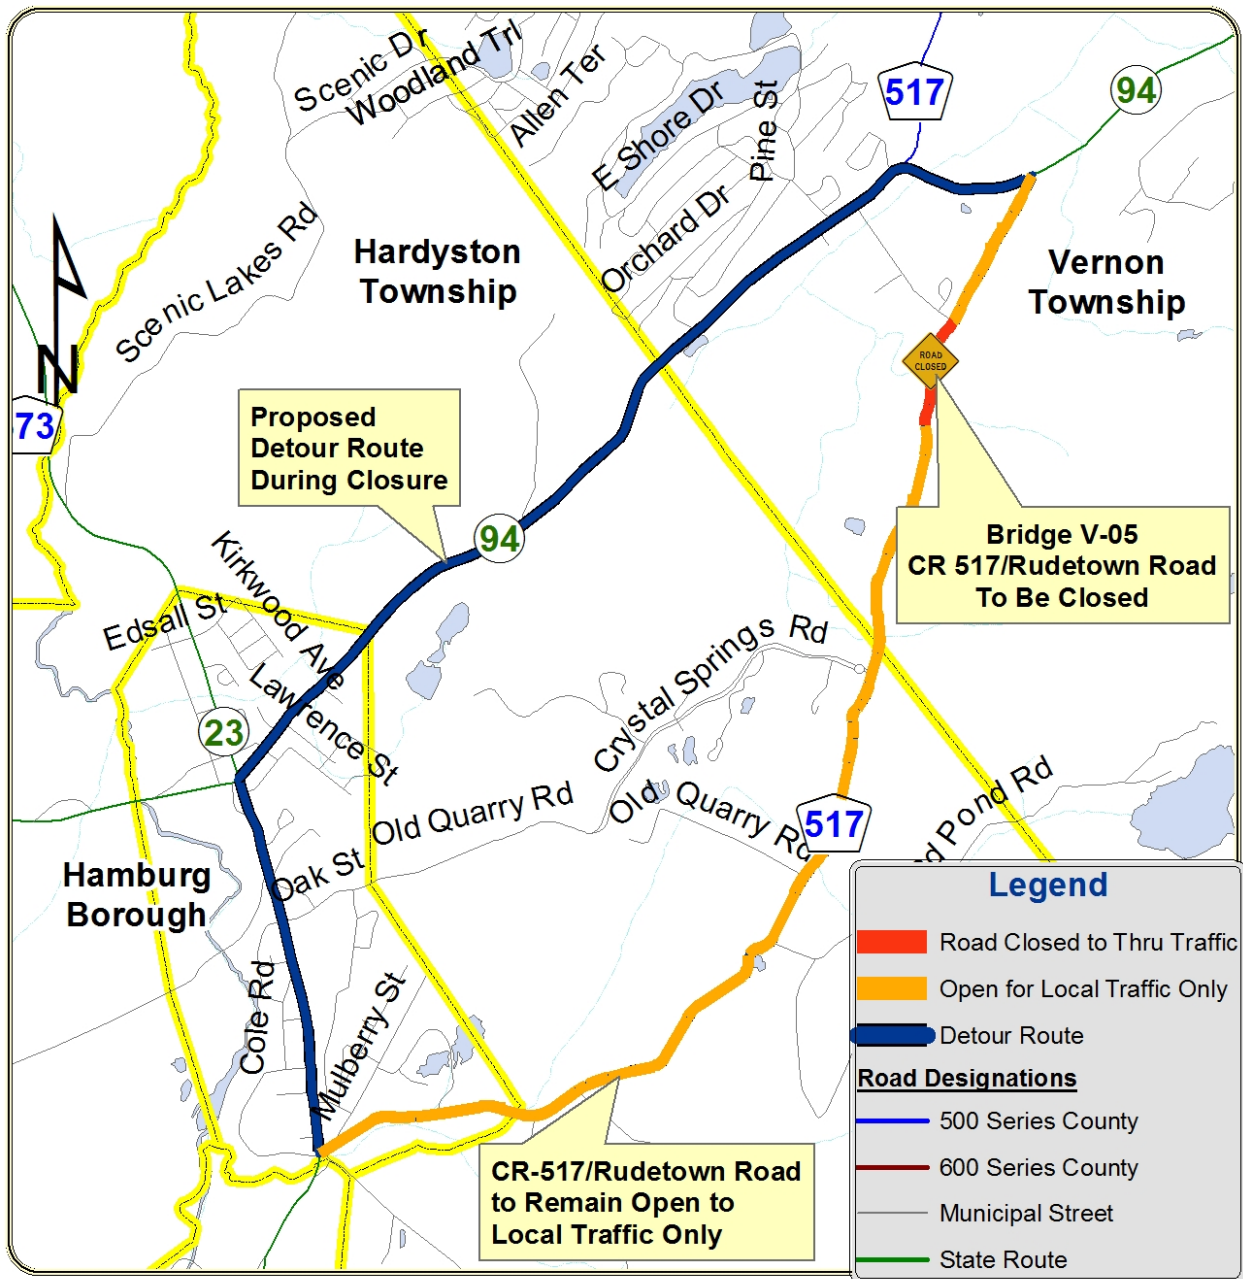 Scenic Dr
Woodland Trl
Allen Ter
E Shore Dr
Pine St
517
94
Orchard Dr
Scenic Lakes Rd
Hardyston
Township
Vernon
Township
N
ROAD
CLOSED
73
Proposed
Detour Route
During Closure
94
Bridge V-05
CR 517/Rudetown Road
To Be Closed
Kirkwood Ave
Edsall St
Lawrence St
23
Crystal Springs Rd
Old Quarry Rd
Old Quarry Rd
517
Pond Rd
Oak St
Hamburg
Borough
Cole Rd
Mulberry St
CR-517/Rudetown Road
to Remain Open to
Local Traffic Only
Legend
Road Closed to Thru Traffic
Open for Local Traffic Only
Detour Route
Road Designations
500 Series County
600 Series County
Municipal Street
State Route